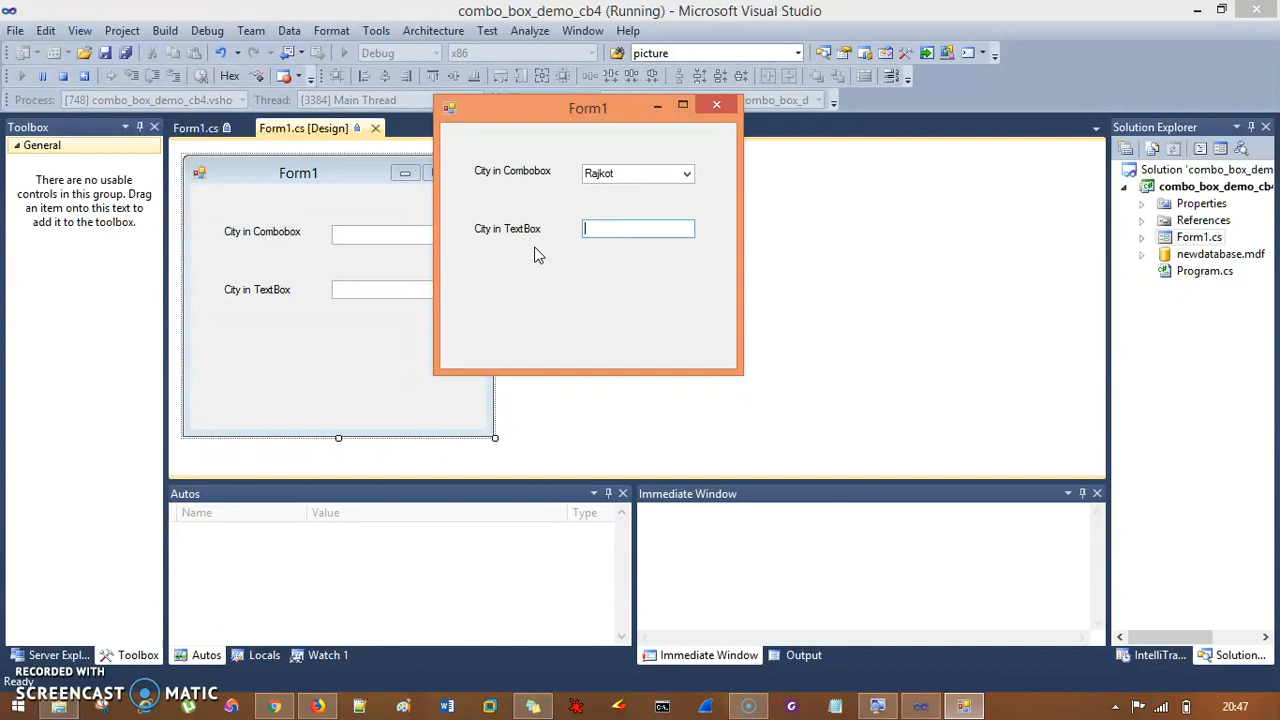 combo_box_demo_cb4 (Running) - Microsoft Visual Studio
File Edit View Project Build Debug Team Data Format Tools Architecture Test Analyze Window Help
Debug x86 picture
Hex
Process: [748] combo_box_demo_cb4.vsho Thread: [3384] Main Thread mbo_box_d
Toolbox
General
There are no usable
controls in this group. Drag
an item onto this text to
add it to the toolbox.
Form1.cs
Form1.cs [Design]
Form1
City in Combobox
City in TextBox
Form1
City in Combobox
Rajkot
City in TextBox
Solution Explorer
Solution 'combo_box_demo
combo_box_demo_cb4
Properties
References
Form1.cs
newdatabase.mdf
Program.cs
Autos
Name Value Type
Immediate Window
Server Expl... Toolbox
Autos Locals Watch 1
Immediate Window Output
IntelliTra... Solution...
RECORDED WITH
SCREENCAST MATIC
Ready
20:47